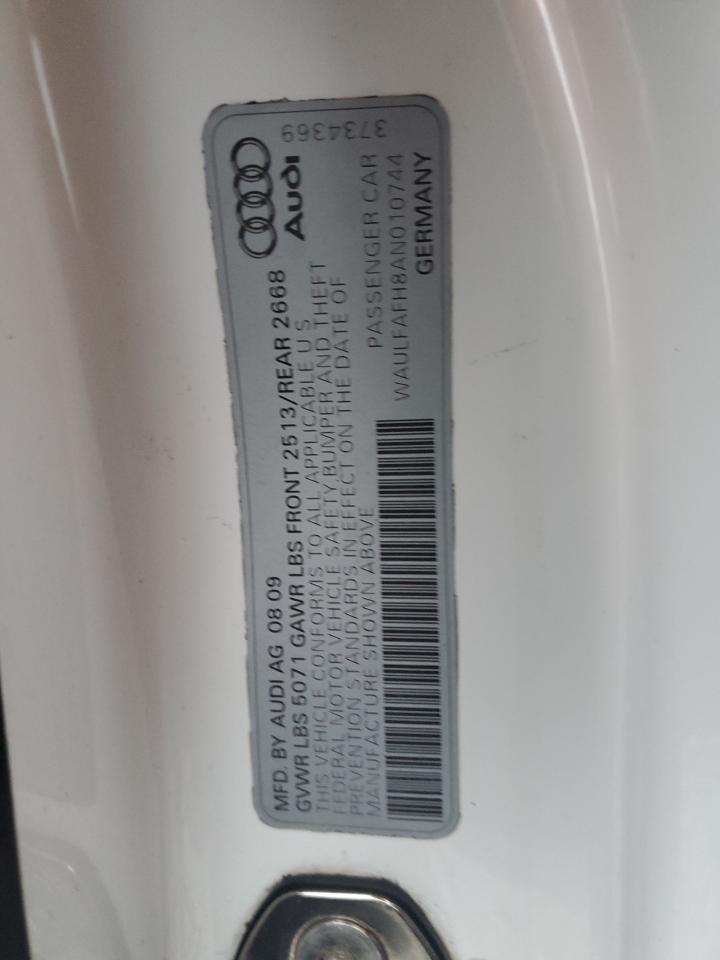 MFD. BY AUDI AG 08 09
GVWR LBS 5071 GAWR LBS FRONT 2513/REAR 2668
THIS VEHICLE CONFORMS TO ALL APPLICABLE U S
FEDERAL MOTOR VEHICLE SAFETY,BUMPER AND THEFT
PREVENTION STANDARDS IN EFFECT ON THE DATE OF
MANUFACTURE SHOWN ABOVE
Audi
3734369
PASSENGER CAR
WAULFAFH8AN010744
GERMANY